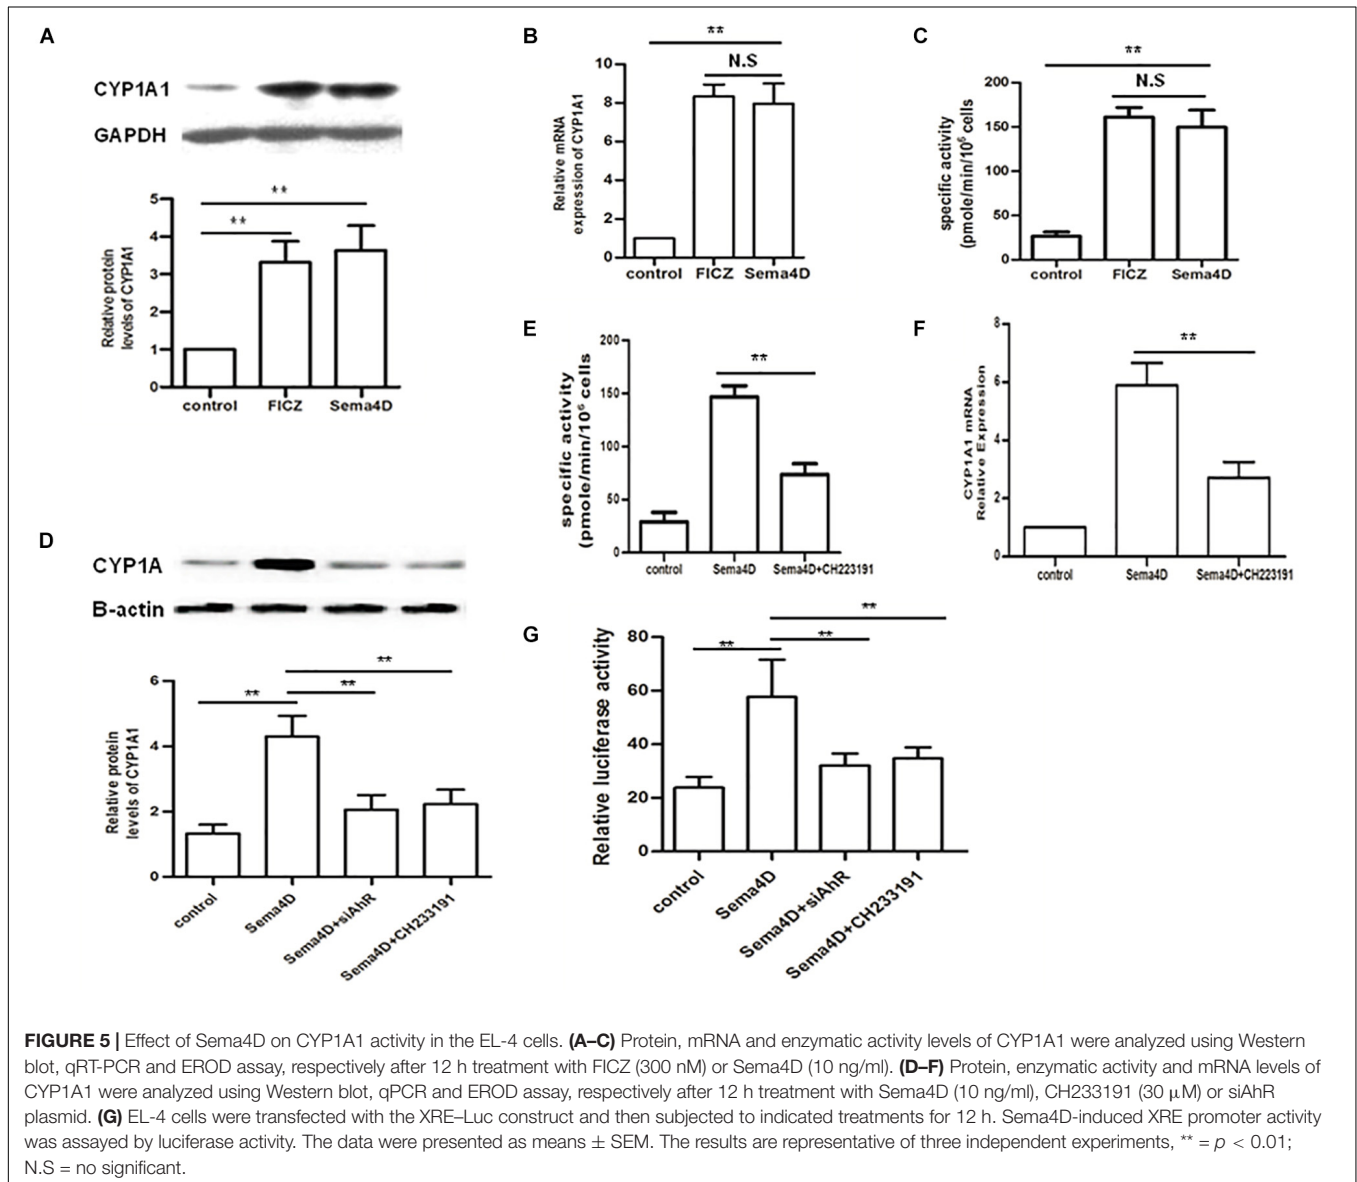 A
CYP1A1
GAPDH
**
**
5
4
3
2
1
0
Relative protein
levels of CYP1A1
control FICZ Sema4D
B
**
N.S
10
8
6
4
2
0
Relative mRNA
expression of CYP1A1
control FICZ Sema4D
C
**
N.S
200
150
100
50
0
specific activity
(pmole/min/10⁶ cells
control FICZ Sema4D
D
CYP1A
B-actin
**
**
**
6
4
2
0
Relative protein
levels of CYP1A1
control
Sema4D
Sema4D+siAhR
Sema4D+CH233191
E
**
200
150
100
50
0
specific activity
(pmole/min/10⁶ cells
control Sema4D Sema4D+CH223191
F
**
8
6
4
2
0
CYP1A1 mRNA
Relative Expression
control Sema4D Sema4D+CH223191
G
**
**
**
80
60
40
20
0
Relative luciferase activity
control
Sema4D
Sema4D+siAhR
Sema4D+CH233191
FIGURE 5 | Effect of Sema4D on CYP1A1 activity in the EL-4 cells. (A–C) Protein, mRNA and enzymatic activity levels of CYP1A1 were analyzed using Western
blot, qRT-PCR and EROD assay, respectively after 12 h treatment with FICZ (300 nM) or Sema4D (10 ng/ml). (D–F) Protein, enzymatic activity and mRNA levels of
CYP1A1 were analyzed using Western blot, qPCR and EROD assay, respectively after 12 h treatment with Sema4D (10 ng/ml), CH233191 (30 μM) or siAhR
plasmid. (G) EL-4 cells were transfected with the XRE–Luc construct and then subjected to indicated treatments for 12 h. Sema4D-induced XRE promoter activity
was assayed by luciferase activity. The data were presented as means ± SEM. The results are representative of three independent experiments, ** = p < 0.01;
N.S = no significant.